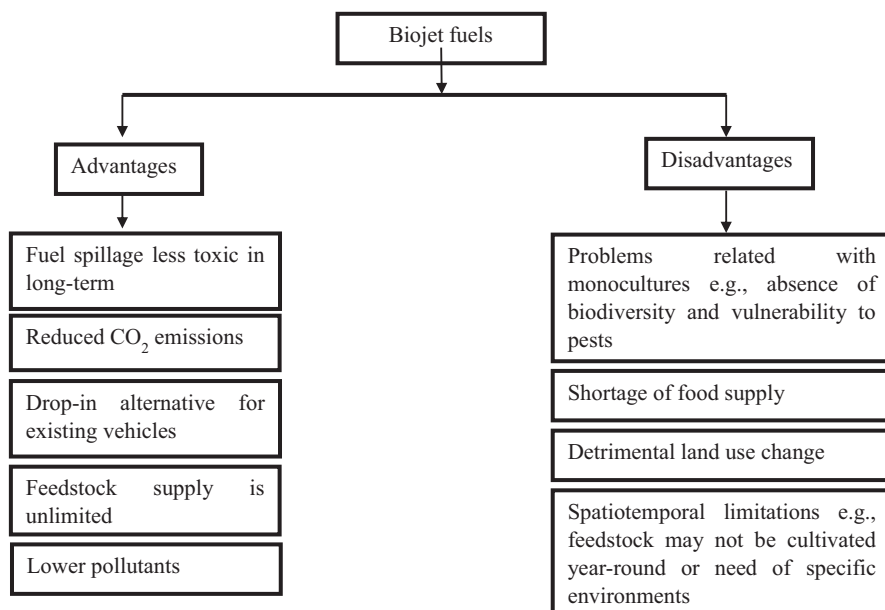 Biojet fuels
Advantages
Fuel spillage less toxic in
long-term
Reduced CO₂ emissions
Drop-in alternative for
existing vehicles
Feedstock supply is
unlimited
Lower pollutants
Disadvantages
Problems related with
monocultures e.g., absence of
biodiversity and vulnerability to
pests
Shortage of food supply
Detrimental land use change
Spatiotemporal limitations e.g.,
feedstock may not be cultivated
year-round or need of specific
environments